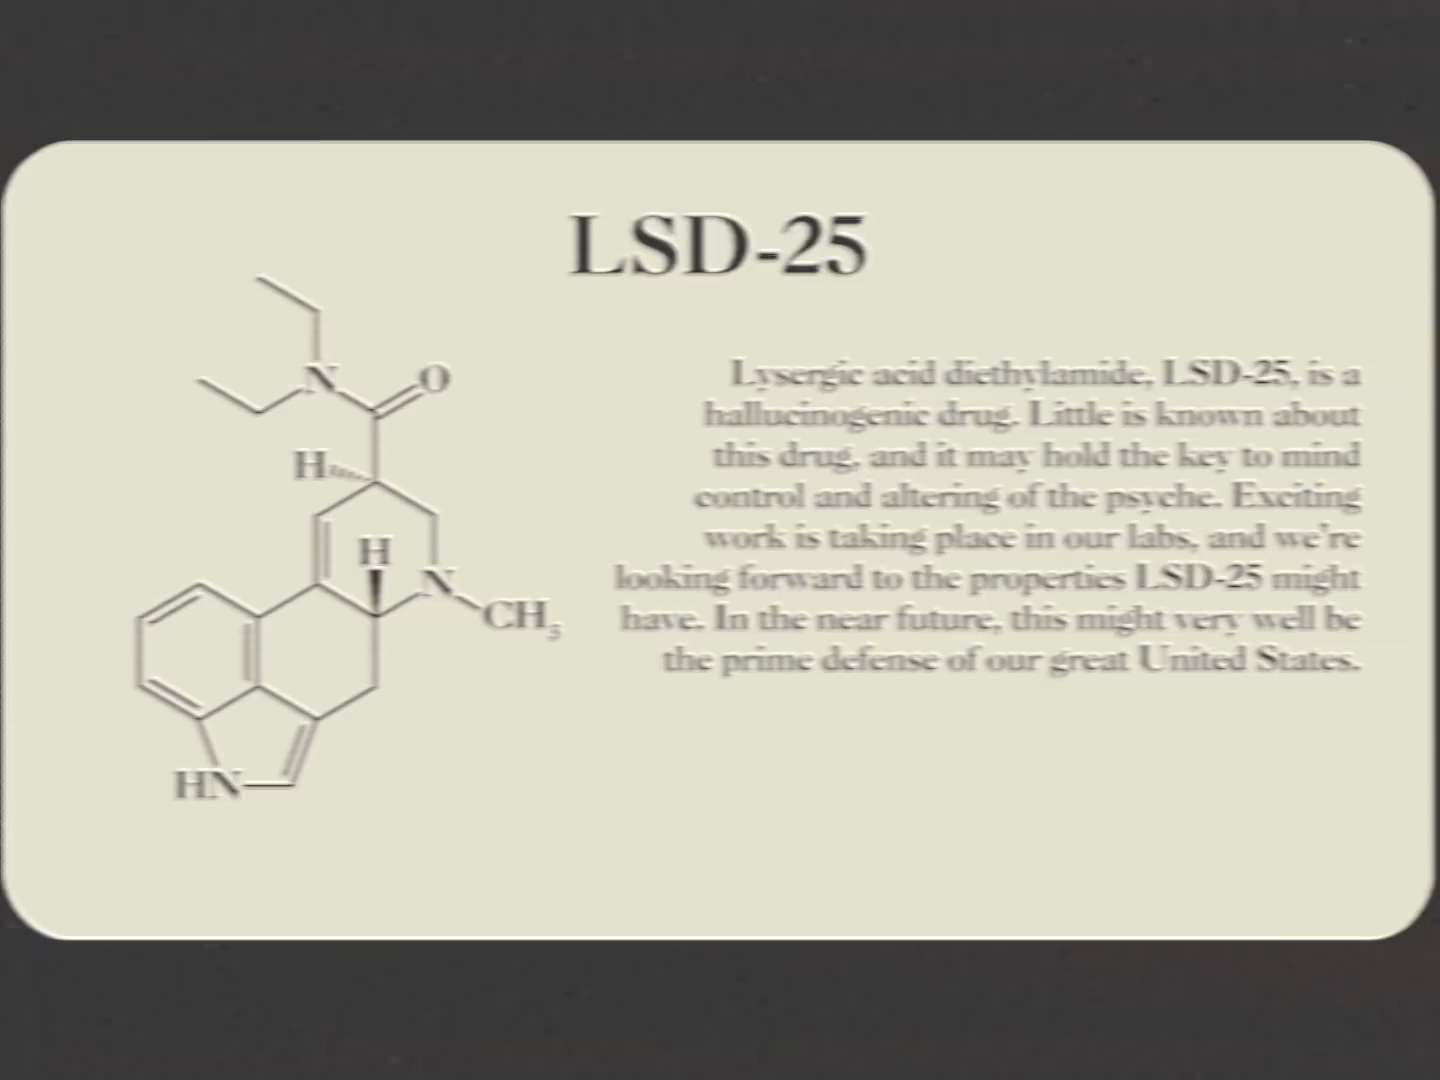 LSD-25
N
O
H
H
N
CH3
HN
Lysergic acid diethylamide, LSD-25, is a
hallucinogenic drug. Little is known about
this drug, and it may hold the key to mind
control and altering of the psyche. Exciting
work is taking place in our labs, and we're
looking forward to the properties LSD-25 might
have. In the near future, this might very well be
the prime defense of our great United States.